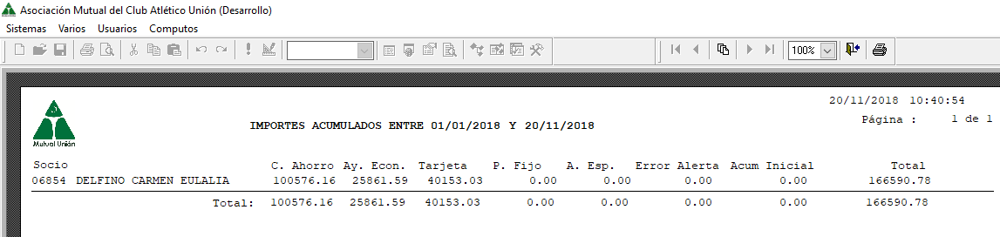 Asociación Mutual del Club Atlético Unión (Desarrollo)
Sistemas Varios Usuarios Computos
100%
20/11/2018 10:40:54
Página : 1 de 1
IMPORTES ACUMULADOS ENTRE 01/01/2018 Y 20/11/2018
Mutual Unión
Socio C. Ahorro Ay. Econ. Tarjeta P. Fijo A. Esp. Error Alerta Acum Inicial Total
06854 DELFINO CARMEN EULALIA 100576.16 25861.59 40153.03 0.00 0.00 0.00 0.00 166590.78
Total: 100576.16 25861.59 40153.03 0.00 0.00 0.00 0.00 166590.78